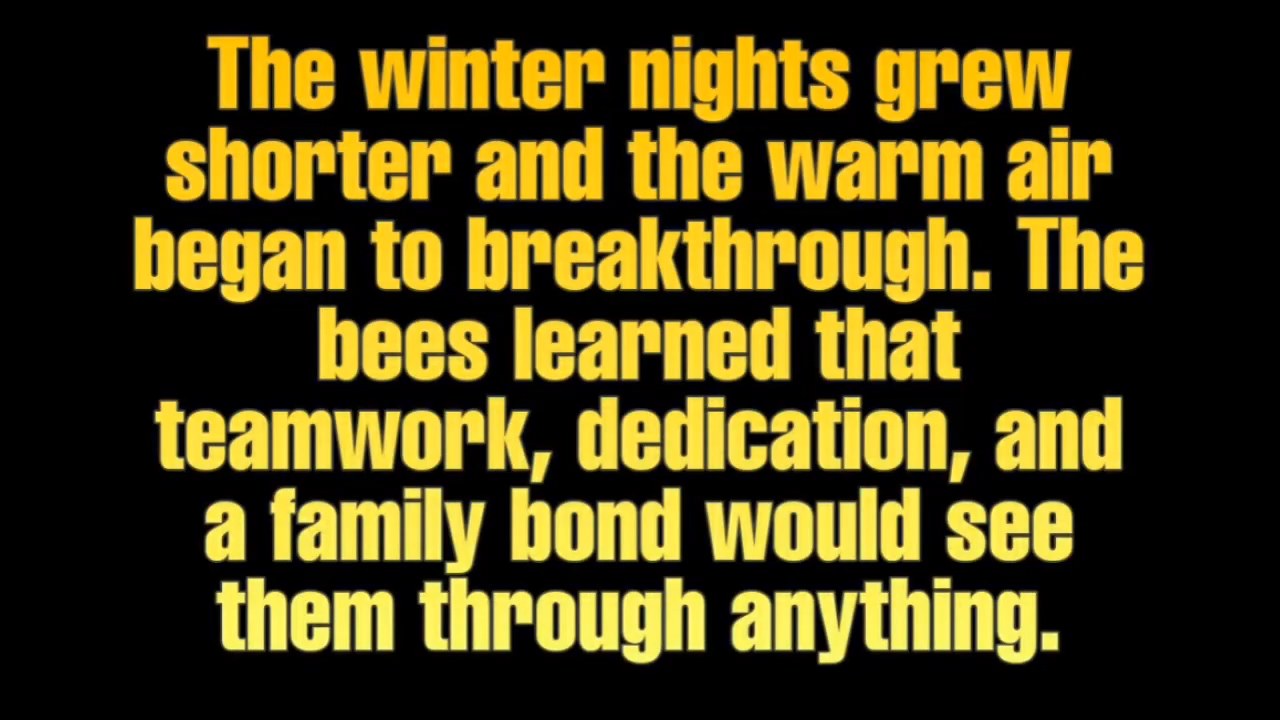 The winter nights grew
shorter and the warm air
began to breakthrough. The
bees learned that
teamwork, dedication, and
a family bond would see
them through anything.